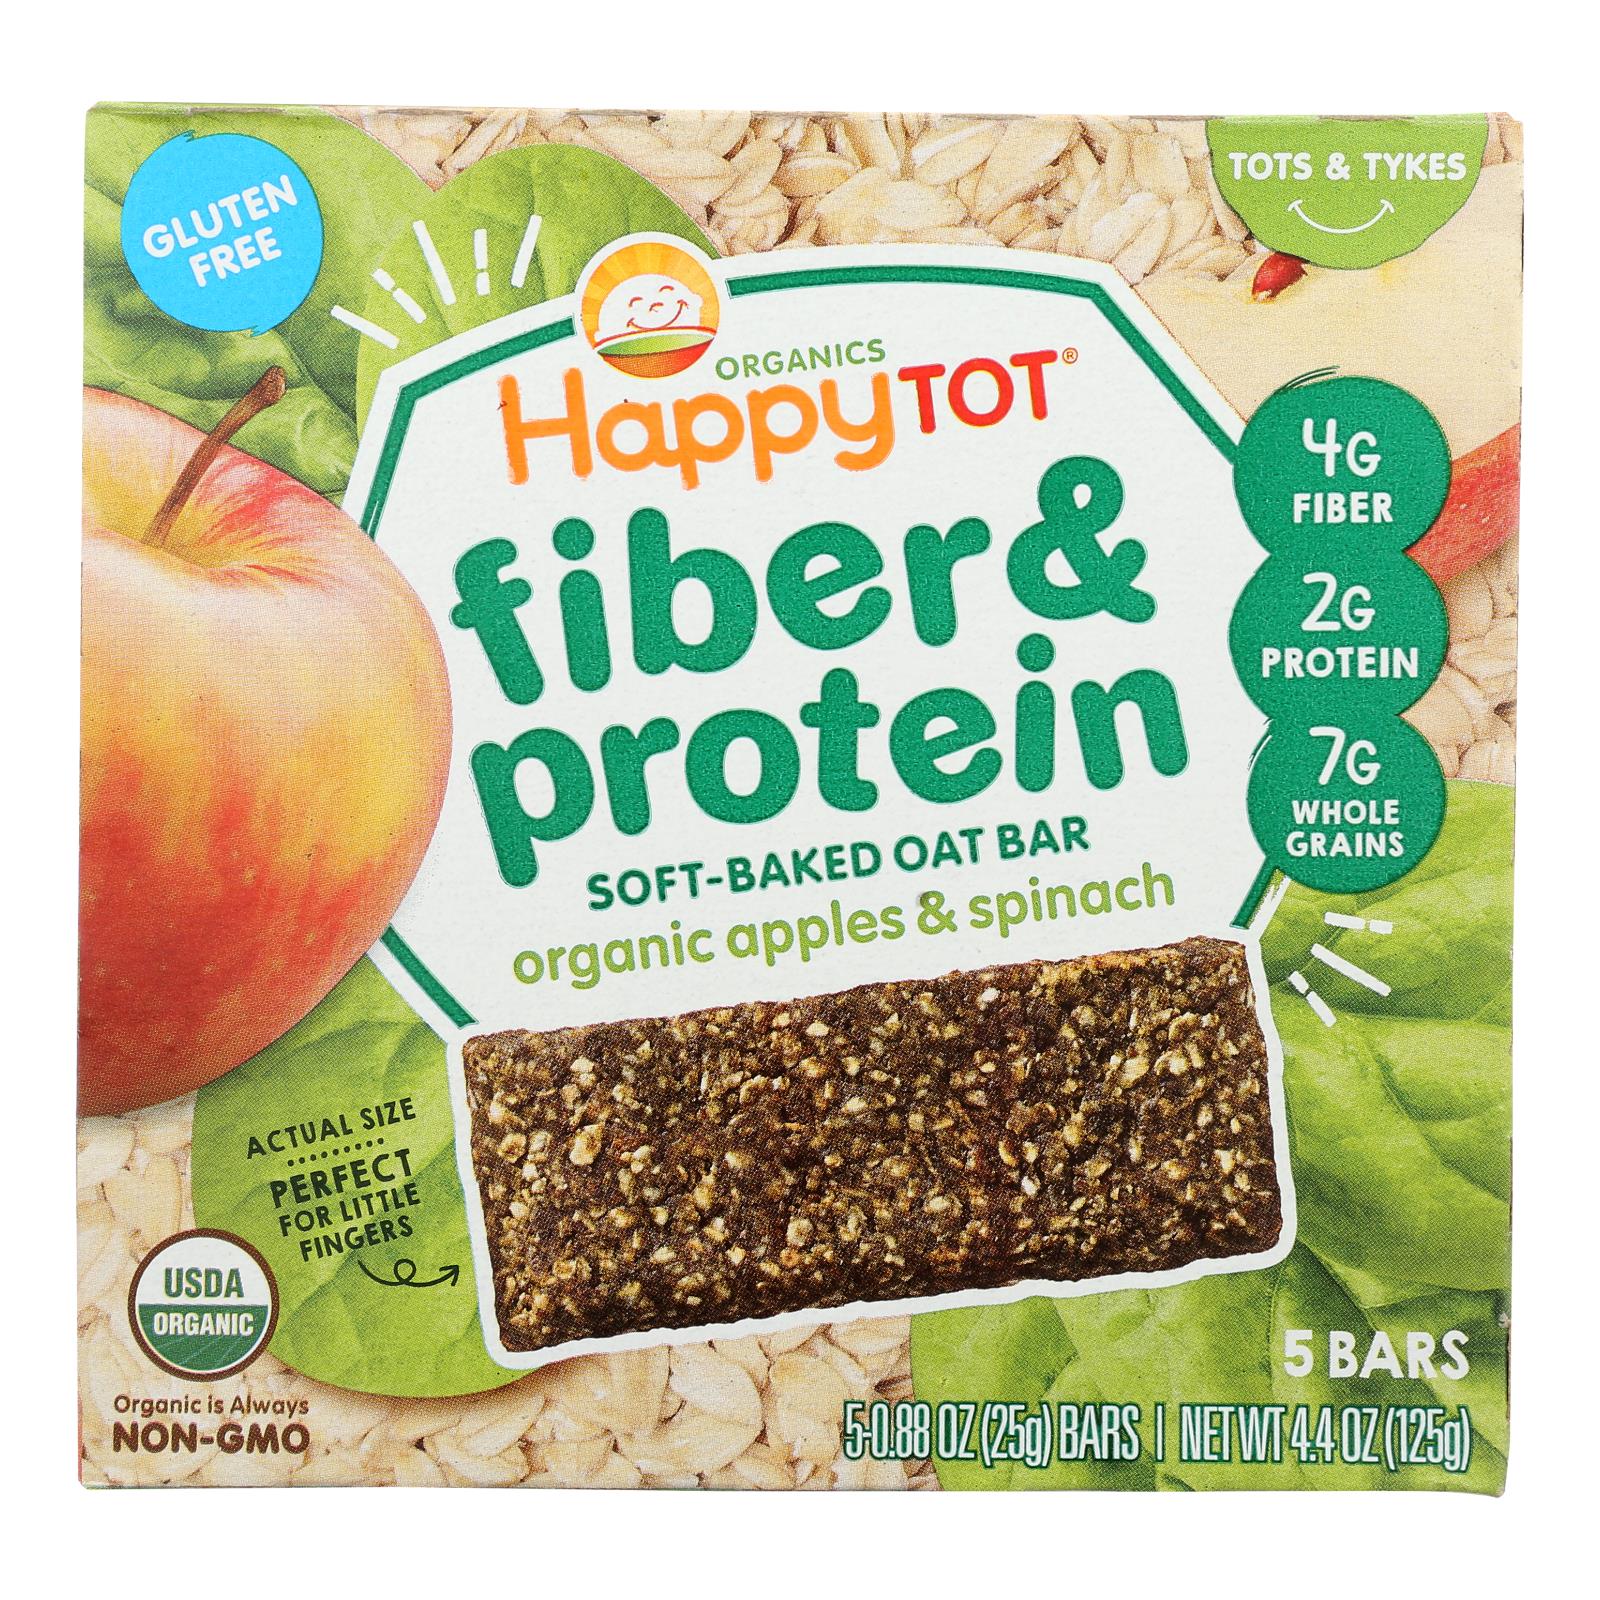 GLUTEN
FREE
TOTS & TYKES
ORGANICS
HappyTOT®
fiber &
protein
SOFT-BAKED OAT BAR
organic apples & spinach
4G
FIBER
2G
PROTEIN
7G
WHOLE
GRAINS
ACTUAL SIZE
PERFECT
FOR LITTLE
FINGERS
USDA
ORGANIC
Organic is Always
NON-GMO
5 BARS
5-0.88 OZ (25g) BARS | NET WT 4.4 OZ (125g)